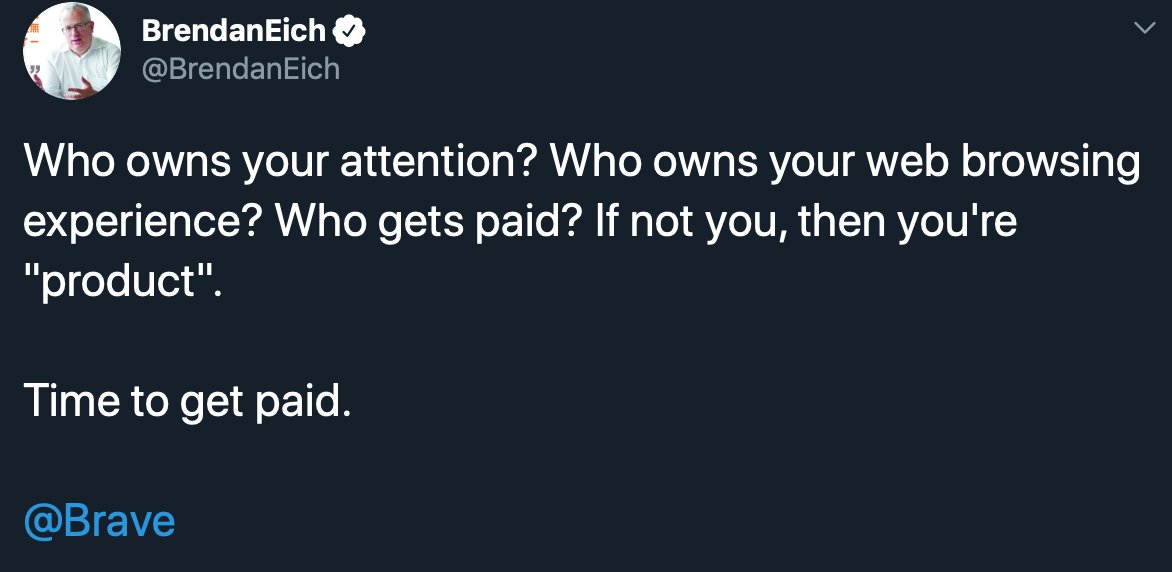 BrendanEich
@BrendanEich
Who owns your attention? Who owns your web browsing
experience? Who gets paid? If not you, then you're
"product".
Time to get paid.
@Brave